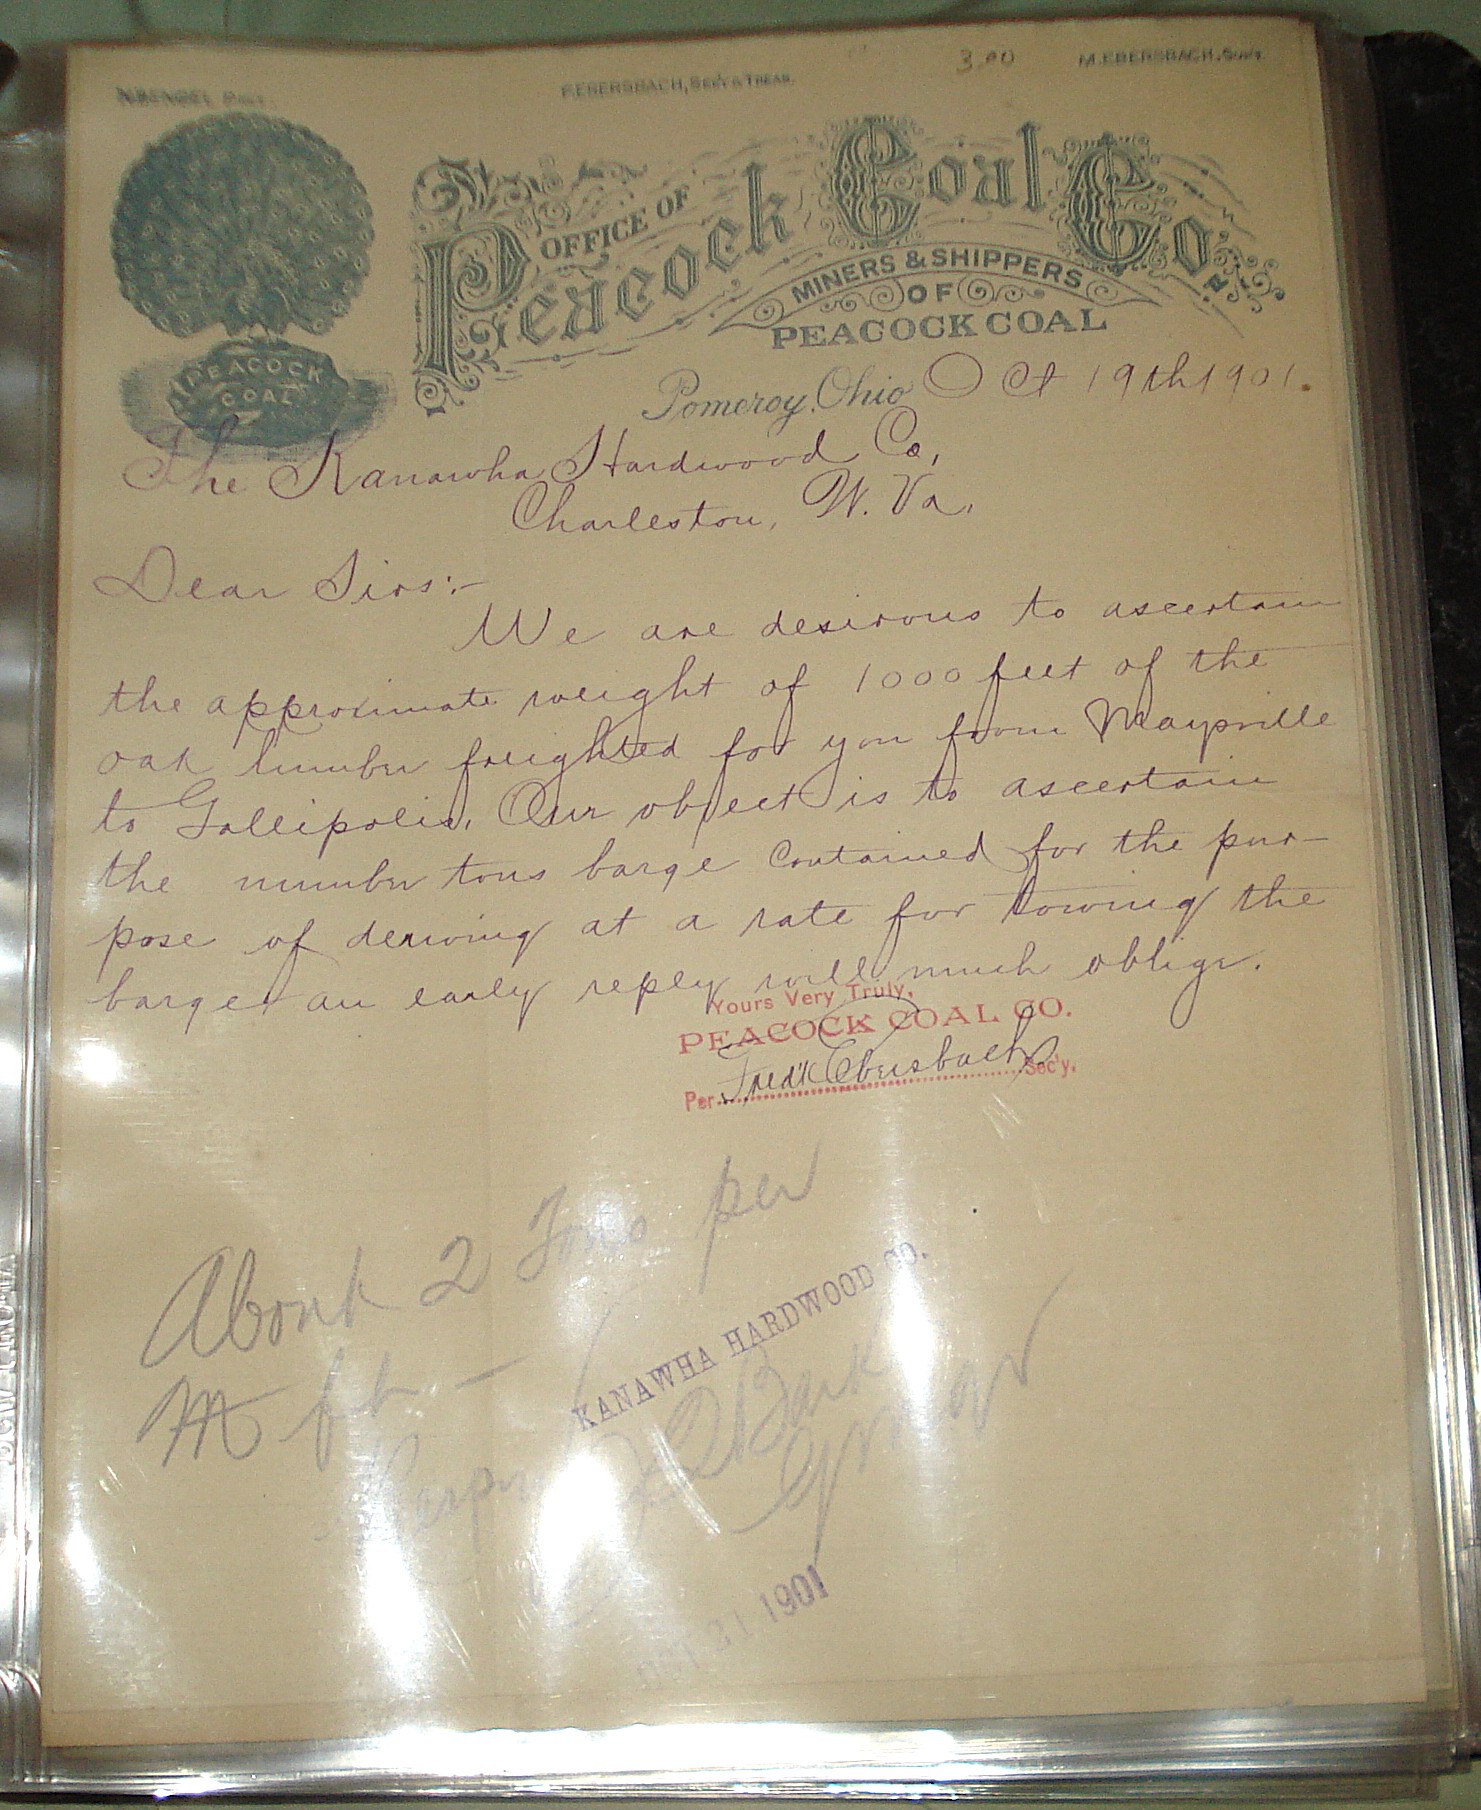 F. EBERSBACH, SEC'Y & TREAS.
3.00
M. EBERSBACH, SUPT.
OFFICE OF
Peacock Coal Co.
MINERS & SHIPPERS
OF
PEACOCK COAL
PEACOCK
COAL
Pomeroy, Ohio Oct 19th 1901.
The Kanawha Hardwood Co,
Charleston, W. Va,
Dear Sirs:-
We are desirous to ascertain
the approximate weight of 1000 feet of the
oak lumber freighted for you from Maysville
to Gallipolis. Our object is to ascertain
the number tons barge contained for the pur-
pose of deriving at a rate for towing the
barge. an early reply will much oblige.
Yours Very Truly,
PEACOCK COAL CO.
Per Fred'k Ebersbach Sec'y.
About 2 Tons per
M ft -
KANAWHA HARDWOOD CO.
OCT 21 1901